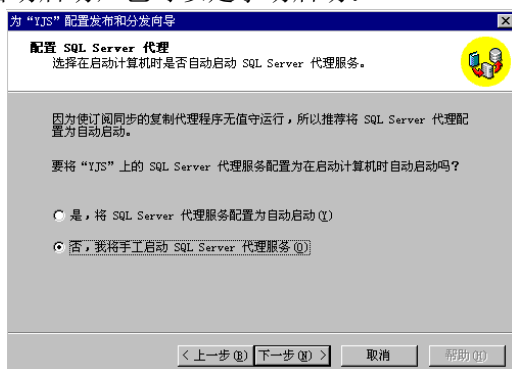 为“YJS”配置发布和分发向导
配置 SQL Server 代理
选择在启动计算机时是否自动启动 SQL Server 代理服务。
因为使订阅同步的复制代理程序无值守运行，所以推荐将 SQL Server 代理配
置为自动启动。
要将“YJS”上的 SQL Server 代理服务配置为在启动计算机时自动启动吗?
是，将 SQL Server 代理服务配置为自动启动(Y)
否，我将手工启动 SQL Server 代理服务(O)
< 上一步(B) 下一步(N) > 取消 帮助(H)